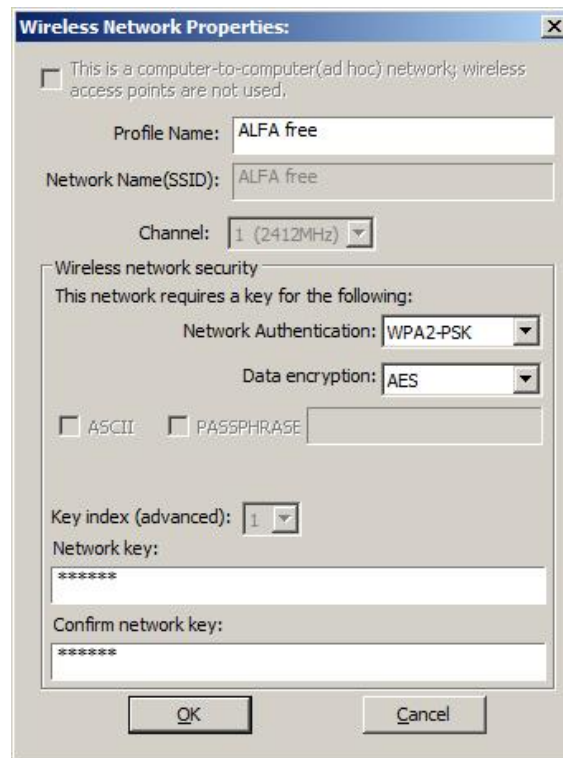 Wireless Network Properties:
This is a computer-to-computer(ad hoc) network; wireless
access points are not used.
Profile Name: ALFA free
Network Name(SSID): ALFA free
Channel: 1 (2412MHz)
Wireless network security
This network requires a key for the following:
Network Authentication: WPA2-PSK
Data encryption: AES
ASCII PASSPHRASE
Key index (advanced): 1
Network key:
******
Confirm network key:
******
OK Cancel